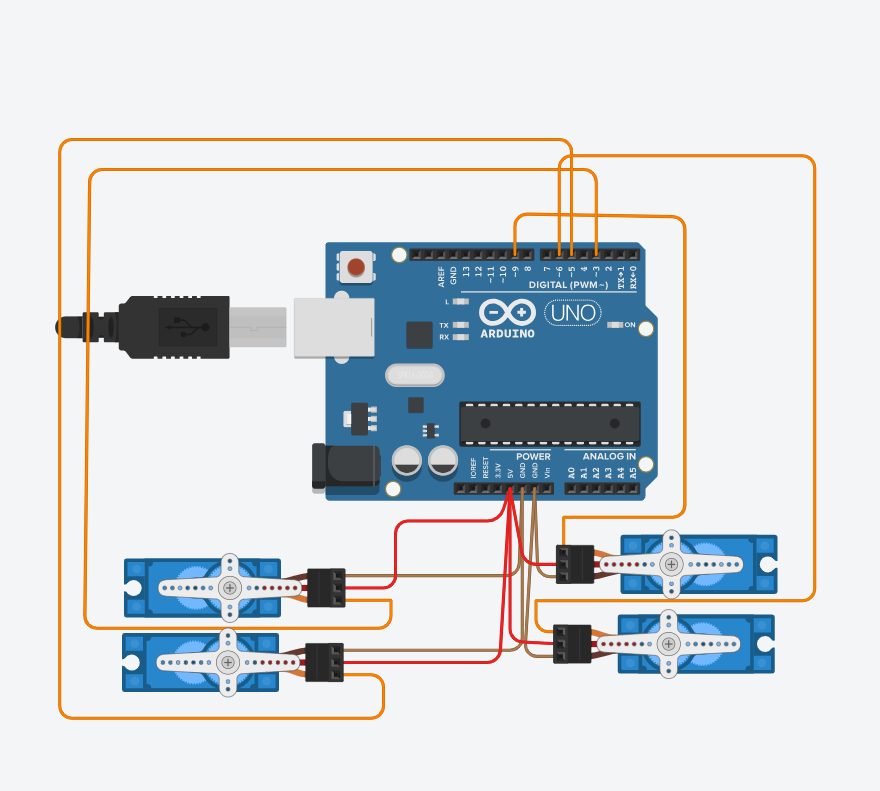 AREF
GND
13
12
~11
~10
~9
8
7
~6
~5
4
~3
2
TX→1
RX←0
DIGITAL (PWM~)
L
TX
RX
ARDUINO
UNO
ON
POWER
ANALOG IN
IOREF
RESET
3.3V
5V
GND
GND
Vin
A0
A1
A2
A3
A4
A5